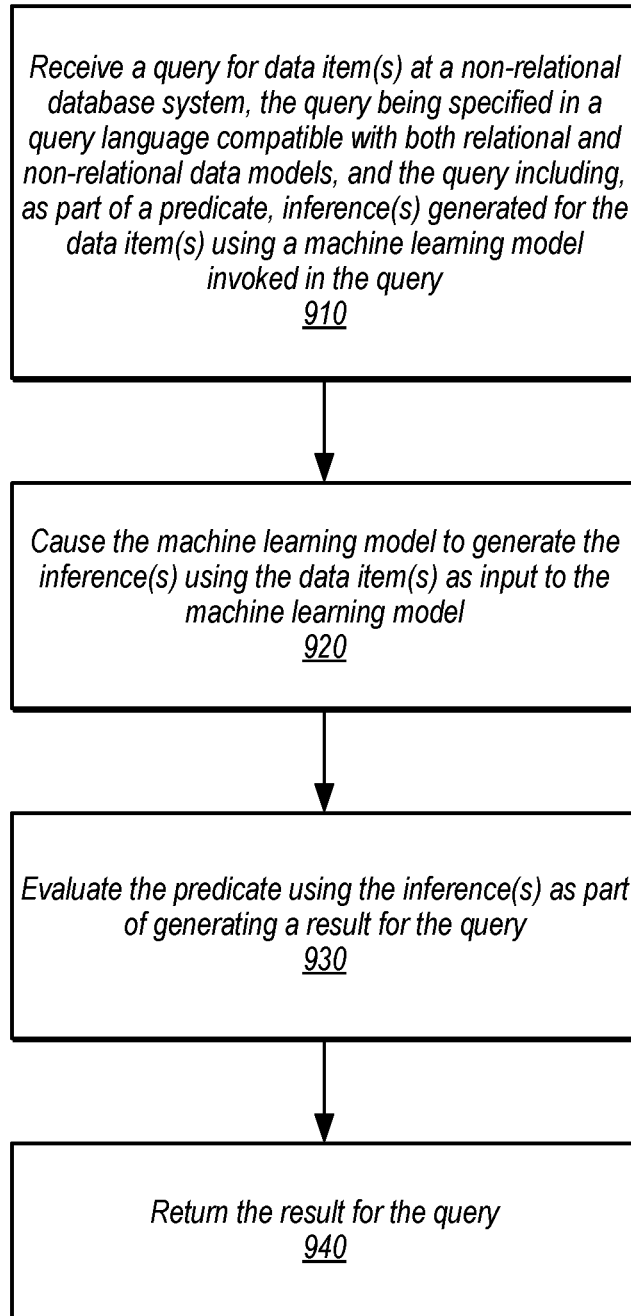 Receive a query for data item(s) at a non-relational
database system, the query being specified in a
query language compatible with both relational and
non-relational data models, and the query including,
as part of a predicate, inference(s) generated for the
data item(s) using a machine learning model
invoked in the query
910
Cause the machine learning model to generate the
inference(s) using the data item(s) as input to the
machine learning model
920
Evaluate the predicate using the inference(s) as part
of generating a result for the query
930
Return the result for the query
940